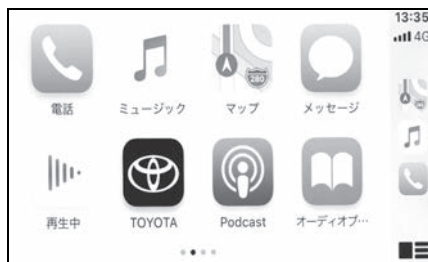 電話
ミュージック
マップ
280
メッセージ
再生中
TOYOTA
Podcast
オーディオブ…
13:35
4G